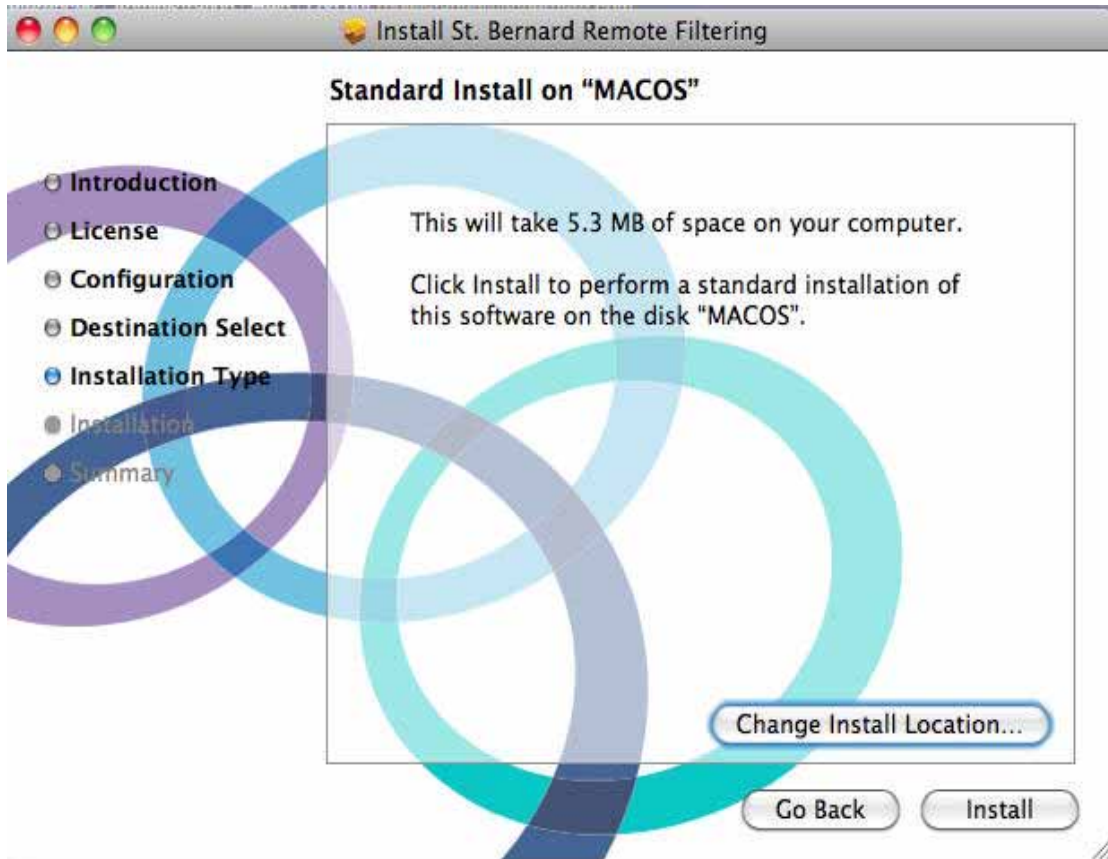 Install St. Bernard Remote Filtering
Standard Install on “MACOS”
Introduction
License
Configuration
Destination Select
Installation Type
Installation
Summary
This will take 5.3 MB of space on your computer.
Click Install to perform a standard installation of
this software on the disk “MACOS”.
Change Install Location...
Go Back
Install